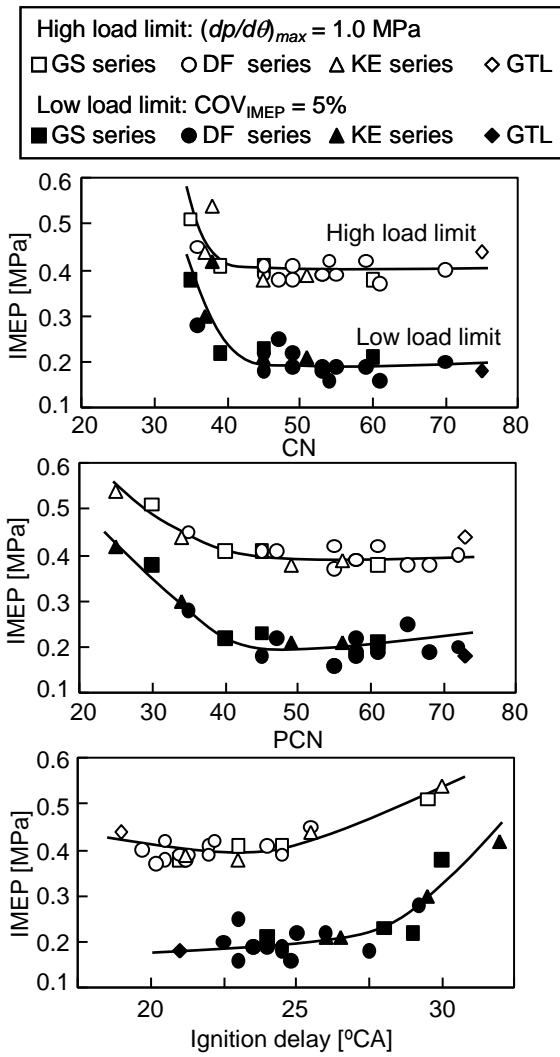 High load limit: (dp/dθ)max = 1.0 MPa
GS series DF series KE series GTL
Low load limit: COVIMEP = 5%
GS series DF series KE series GTL
0.6
0.5
0.4
0.3
0.2
0.1
IMEP [MPa]
High load limit
Low load limit
20 30 40 50 60 70 80
CN
0.6
0.5
0.4
0.3
0.2
0.1
IMEP [MPa]
20 30 40 50 60 70 80
PCN
0.6
0.5
0.4
0.3
0.2
0.1
IMEP [MPa]
20 25 30
Ignition delay [ºCA]